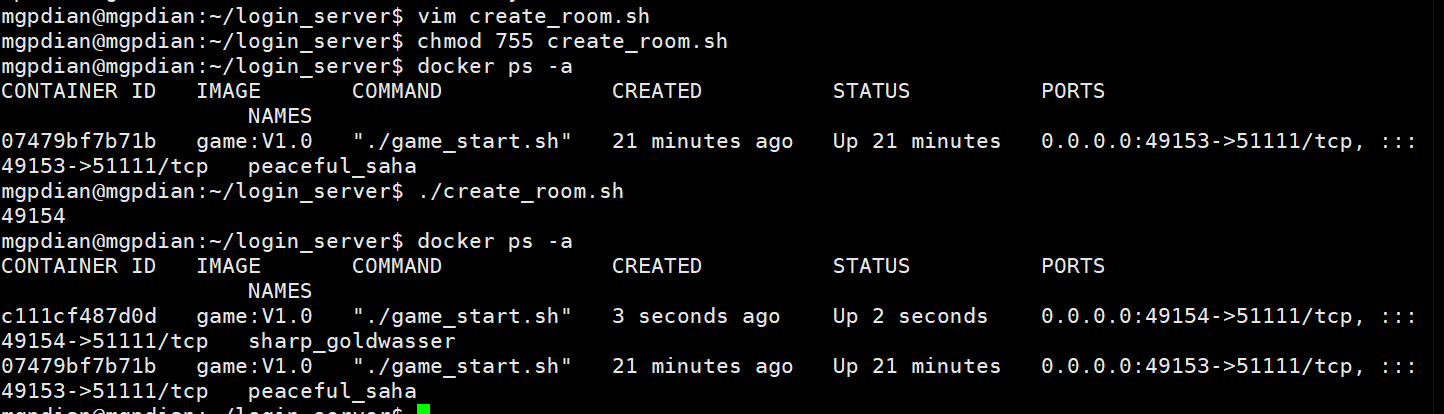 mgpdian@mgpdian:~/login_server$ vim create_room.sh
mgpdian@mgpdian:~/login_server$ chmod 755 create_room.sh
mgpdian@mgpdian:~/login_server$ docker ps -a
CONTAINER ID   IMAGE       COMMAND             CREATED          STATUS          PORTS
                   NAMES
07479bf7b71b   game:V1.0   "./game_start.sh"   21 minutes ago   Up 21 minutes   0.0.0.0:49153->51111/tcp, :::
49153->51111/tcp   peaceful_saha
mgpdian@mgpdian:~/login_server$ ./create_room.sh
49154
mgpdian@mgpdian:~/login_server$ docker ps -a
CONTAINER ID   IMAGE       COMMAND             CREATED          STATUS          PORTS
                   NAMES
c111cf487d0d   game:V1.0   "./game_start.sh"   3 seconds ago    Up 2 seconds    0.0.0.0:49154->51111/tcp, :::
49154->51111/tcp   sharp_goldwasser
07479bf7b71b   game:V1.0   "./game_start.sh"   21 minutes ago   Up 21 minutes   0.0.0.0:49153->51111/tcp, :::
49153->51111/tcp   peaceful_saha
mgpdian@mgpdian:~/login_server$